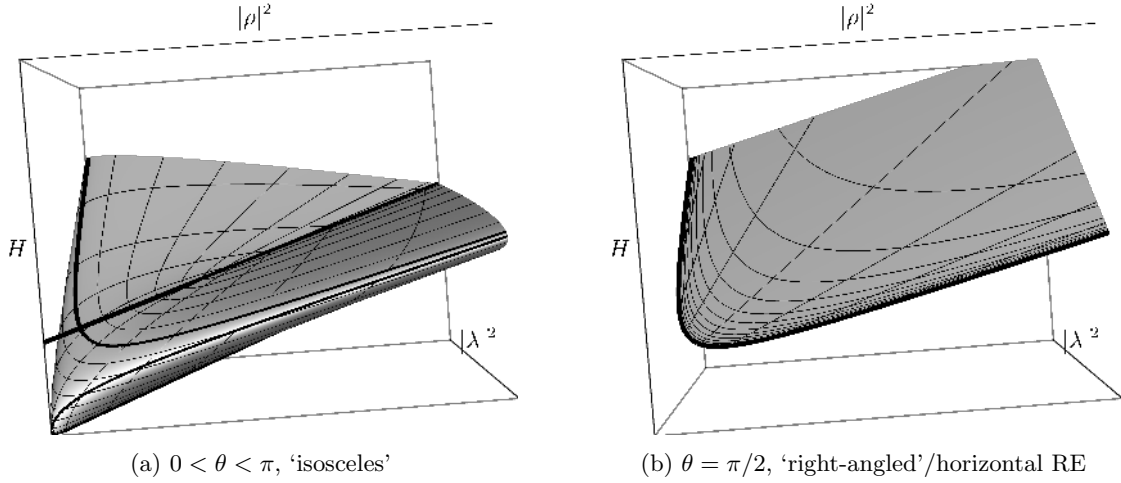 |ρ|² |ρ|²
H H
|λ|² |λ|²
(a) 0 < θ < π, ‘isosceles’ (b) θ = π/2, ‘right-angled’/horizontal RE